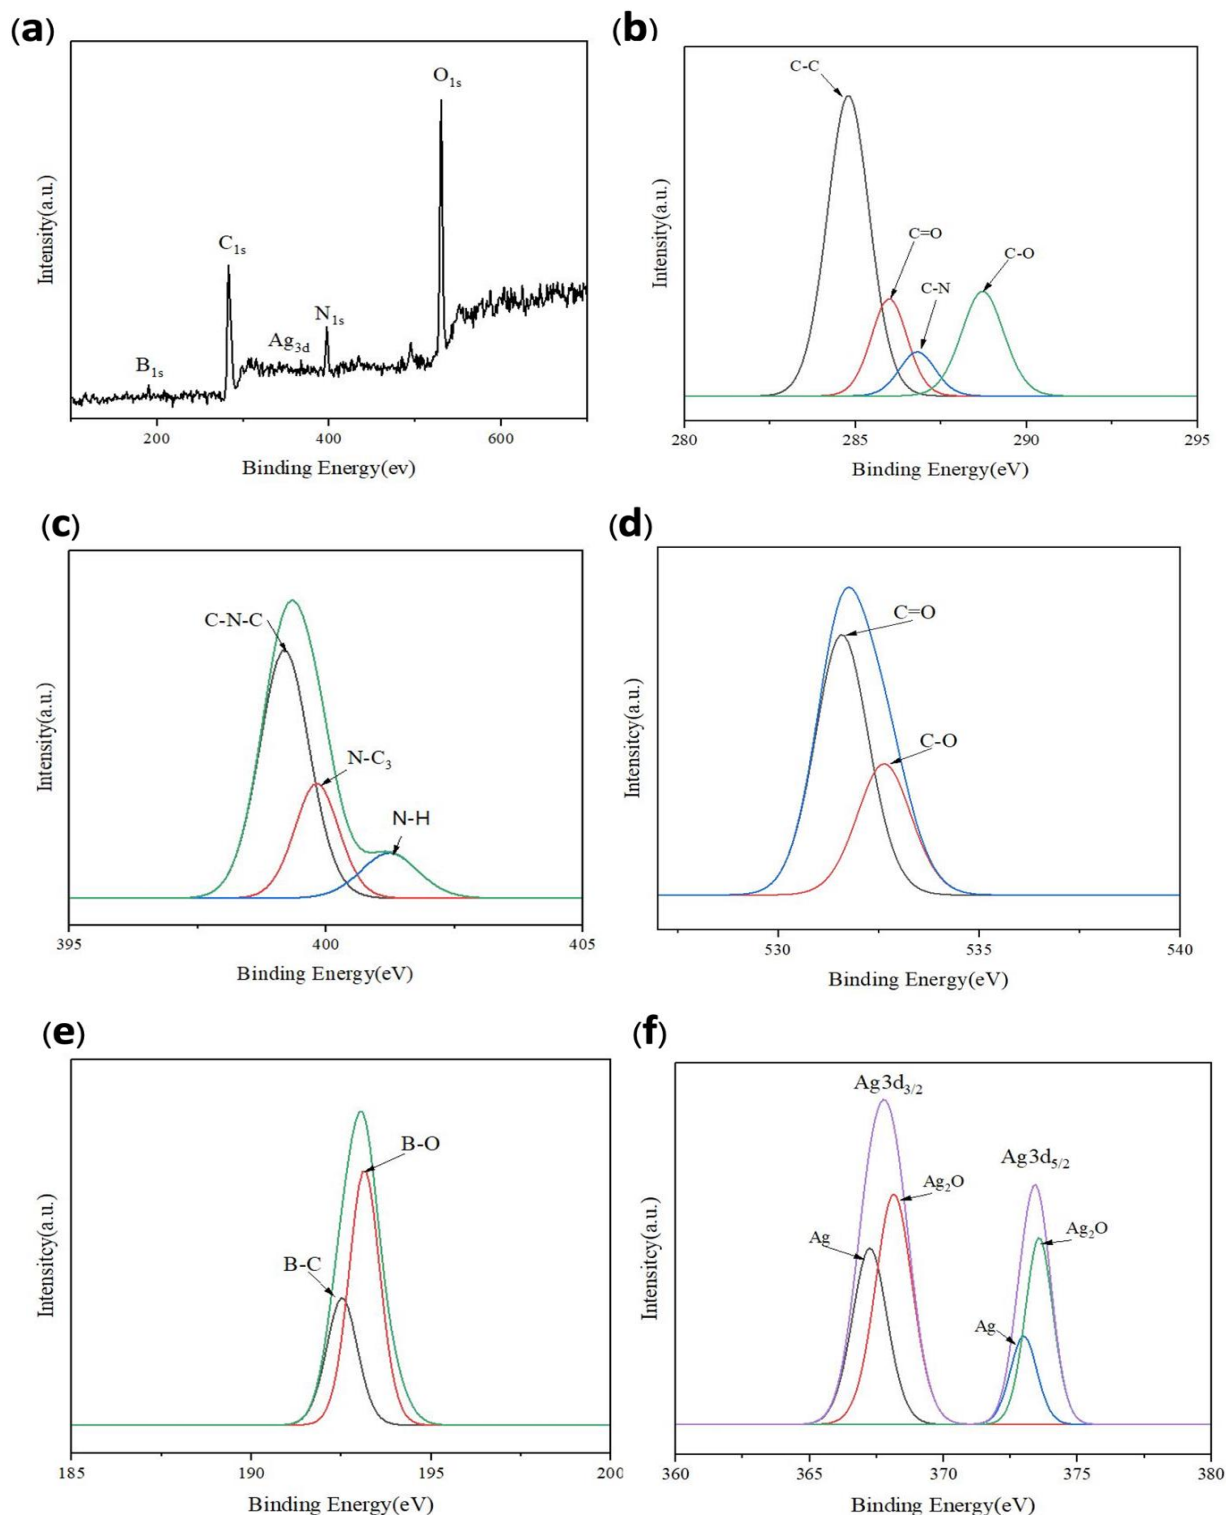 (a)
O1s
C1s
N1s
Ag3d
B1s
Intensity(a.u.)
200
400
600
Binding Energy(ev)
(b)
C-C
C=O
C-N
C-O
Intensity(a.u.)
280
285
290
295
Binding Energy(eV)
(c)
C-N-C
N-C3
N-H
Intensity(a.u.)
395
400
405
Binding Energy(eV)
(d)
C=O
C-O
Intensitcy(a.u.)
530
535
540
Binding Energy(eV)
(e)
B-O
B-C
Intensitcy(a.u.)
185
190
195
200
Binding Energy(eV)
(f)
Ag3d3/2
Ag3d5/2
Ag2O
Ag
Ag2O
Ag
Intensitcy(a.u.)
360
365
370
375
380
Binding Energy(eV)